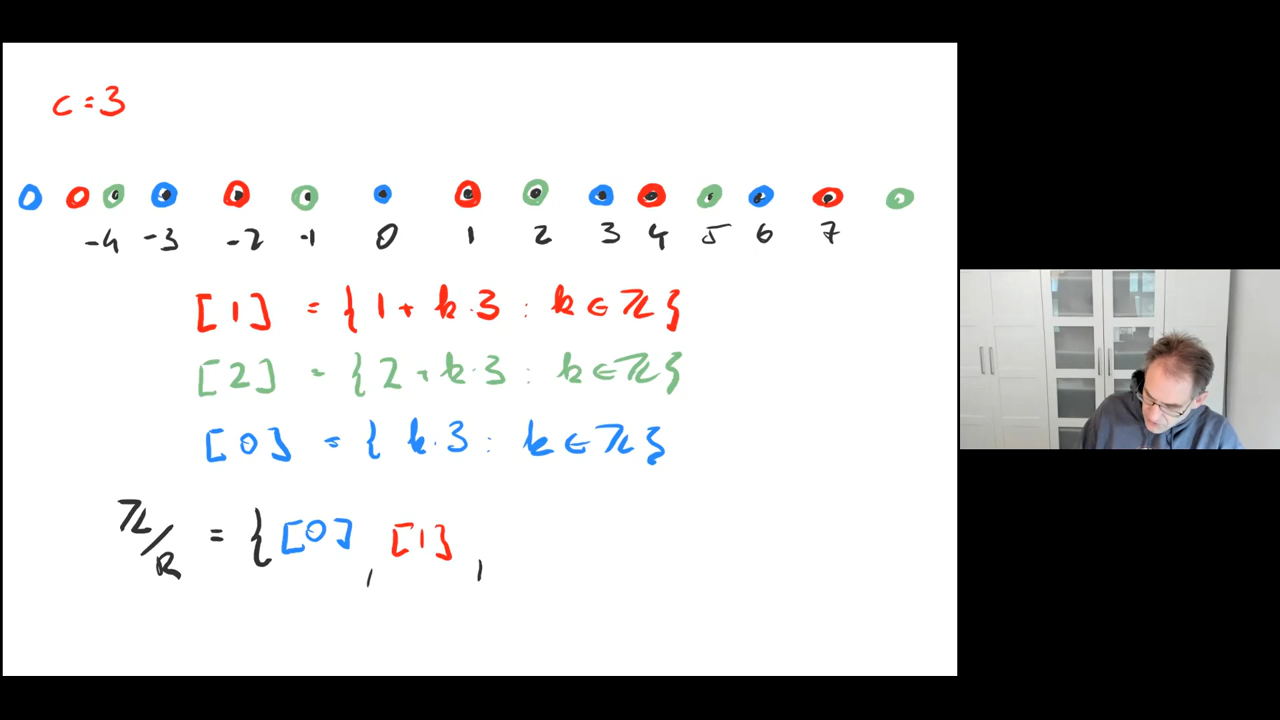 c = 3
-4 -3 -2 -1 0 1 2 3 4 5 6 7
[1] = { 1 + k · 3 : k ∈ ℤ }
[2] = { 2 + k · 3 : k ∈ ℤ }
[0] = { k · 3 : k ∈ ℤ }
ℤ/R = { [0] , [1] ,